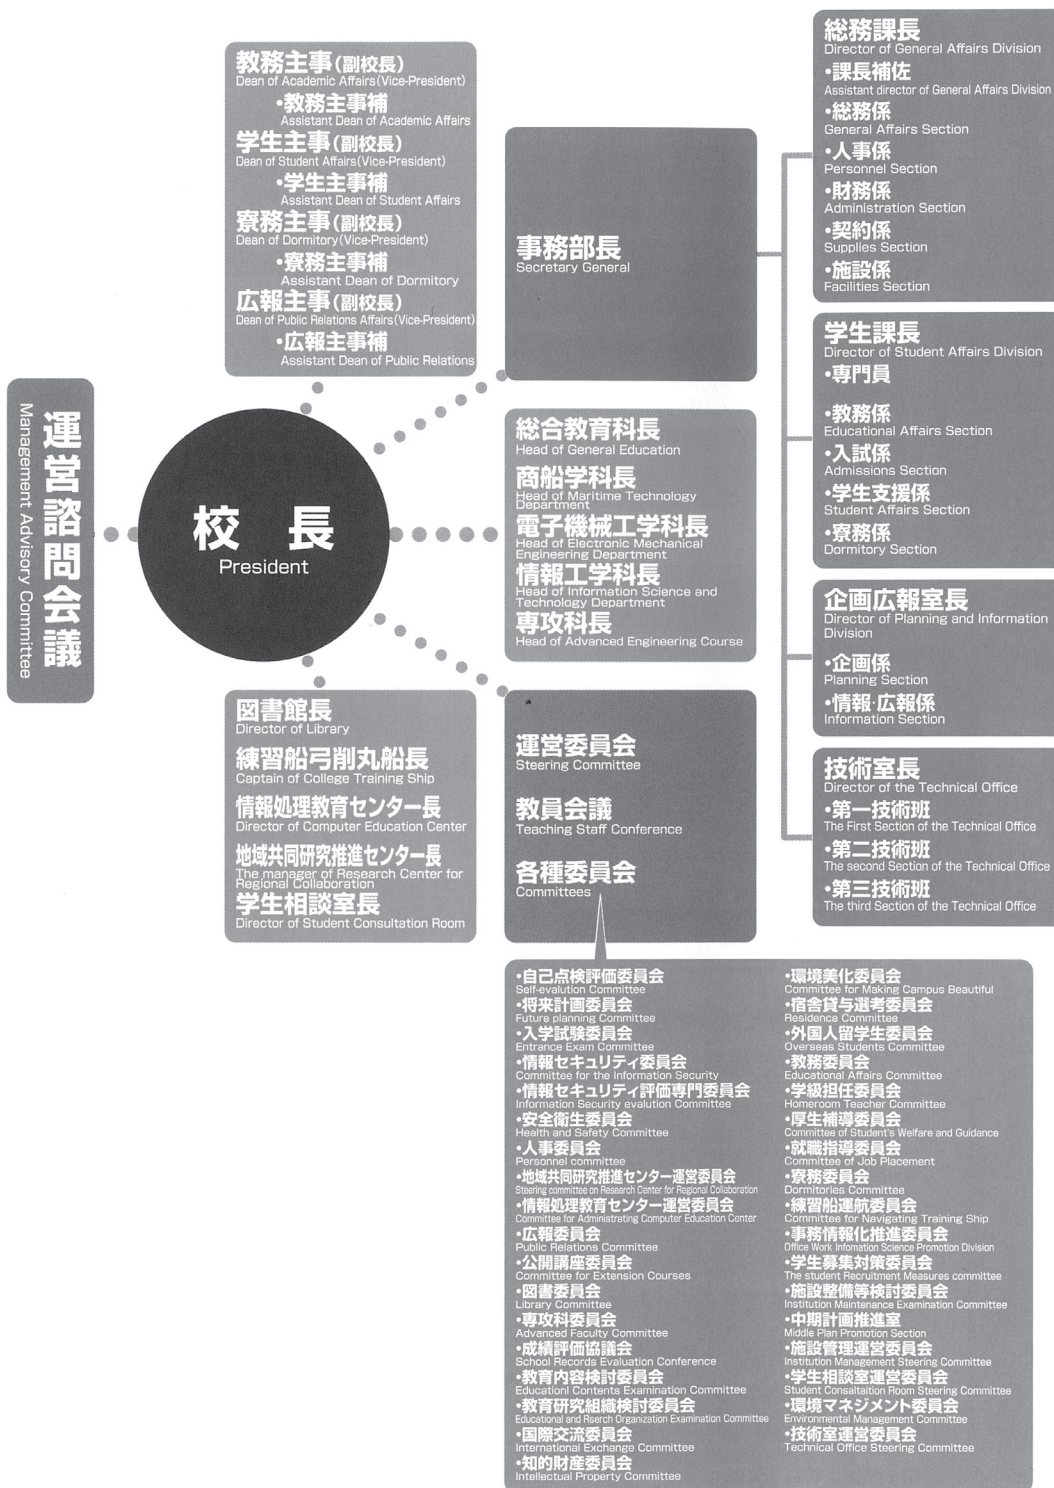 運営諮問会議
Management Advisory Committee
校長
President
教務主事(副校長)
Dean of Academic Affairs(Vice-President)
・教務主事補
Assistant Dean of Academic Affairs
学生主事(副校長)
Dean of Student Affairs(Vice-President)
・学生主事補
Assistant Dean of Student Affairs
寮務主事(副校長)
Dean of Dormitory(Vice-President)
・寮務主事補
Assistant Dean of Dormitory
広報主事(副校長)
Dean of Public Relations Affairs(Vice-President)
・広報主事補
Assistant Dean of Public Relations
事務部長
Secretary General
総合教育科長
Head of General Education
商船学科長
Head of Maritime Technology
Department
電子機械工学科長
Head of Electronic Mechanical
Engineering Department
情報工学科長
Head of Information Science and
Technology Department
専攻科長
Head of Advanced Engineering Course
図書館長
Director of Library
練習船弓削丸船長
Captain of College Training Ship
情報処理教育センター長
Director of Computer Education Center
地域共同研究推進センター長
The manager of Research Center for
Regional Collaboration
学生相談室長
Director of Student Consultation Room
運営委員会
Steering Committee
教員会議
Teaching Staff Conference
各種委員会
Committees
総務課長
Director of General Affairs Division
・課長補佐
Assistant director of General Affairs Division
・総務係
General Affairs Section
・人事係
Personnel Section
・財務係
Administration Section
・契約係
Supplies Section
・施設係
Facilities Section
学生課長
Director of Student Affairs Division
・専門員
・教務係
Educational Affairs Section
・入試係
Admissions Section
・学生支援係
Student Affairs Section
・寮務係
Dormitory Section
企画広報室長
Director of Planning and Information
Division
・企画係
Planning Section
・情報・広報係
Information Section
技術室長
Director of the Technical Office
・第一技術班
The First Section of the Technical Office
・第二技術班
The second Section of the Technical Office
・第三技術班
The third Section of the Technical Office
・自己点検評価委員会
Self-evalution Committee
・将来計画委員会
Future planning Committee
・入学試験委員会
Entrance Exam Committee
・情報セキュリティ委員会
Committee for the Information Security
・情報セキュリティ評価専門委員会
Information Security evalution Committee
・安全衛生委員会
Health and Safety Committee
・人事委員会
Personnel committee
・地域共同研究推進センター運営委員会
Steering committee on Research Center for Regional Collaboration
・情報処理教育センター運営委員会
Committee for Administrating Computer Education Center
・広報委員会
Public Relations Committee
・公開講座委員会
Committee for Extension Courses
・図書委員会
Library Committee
・専攻科委員会
Advanced Faculty Committee
・成績評価協議会
School Records Evaluation Conference
・教育内容検討委員会
Educationl Contents Examination Committee
・教育研究組織検討委員会
Educational and Rserch Organization Examination Committee
・国際交流委員会
International Exchange Committee
・知的財産委員会
Intellectual Property Committee
・環境美化委員会
Committee for Making Campus Beautiful
・宿舎貸与選考委員会
Residence Committee
・外国人留学生委員会
Overseas Students Committee
・教務委員会
Educational Affairs Committee
・学級担任委員会
Homeroom Teacher Committee
・厚生補導委員会
Committee of Student's Welfare and Guidance
・就職指導委員会
Committee of Job Placement
・寮務委員会
Dormitories Committee
・練習船運航委員会
Committee for Navigating Training Ship
・事務情報化推進委員会
Office Work Infomation Science Promotion Division
・学生募集対策委員会
The student Recruitment Measures committee
・施設整備等検討委員会
Institution Maintenance Examination Committee
・中期計画推進室
Middle Plan Promotion Section
・施設管理運営委員会
Institution Management Steering Committee
・学生相談室運営委員会
Student Consaltaition Room Steering Committee
・環境マネジメント委員会
Environmental Management Committee
・技術室運営委員会
Technical Office Steering Committee